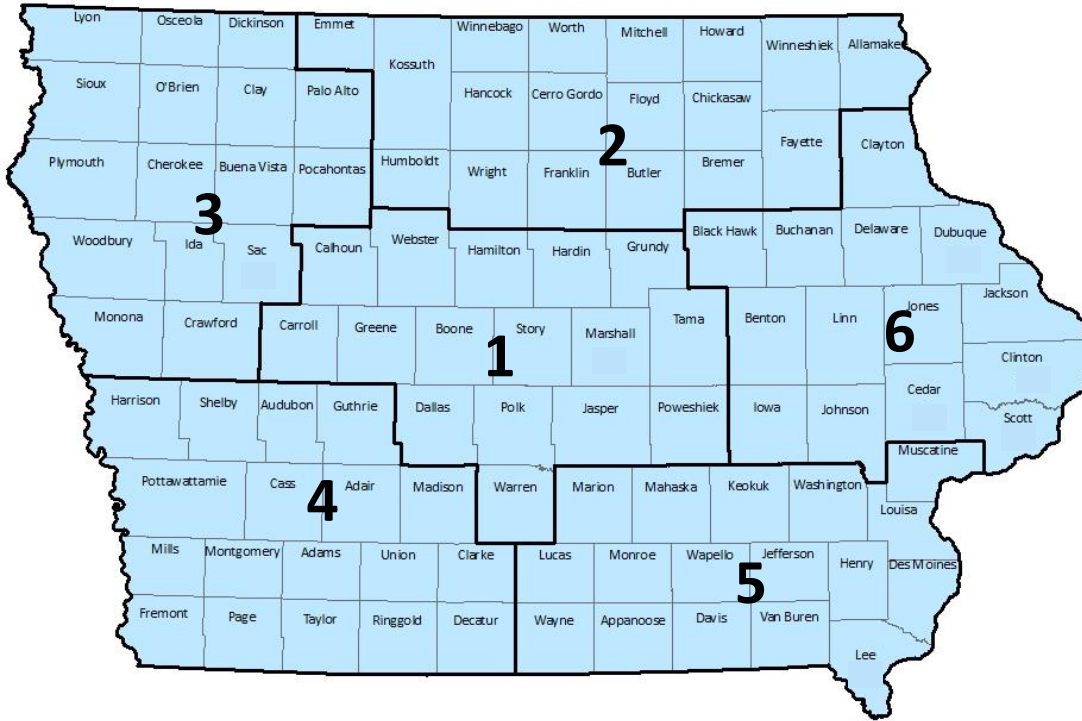 Lyon Osceola Dickinson Emmet Winnebago Worth Mitchell Howard Winneshiek Allamakee
Kossuth
Sioux O'Brien Clay Palo Alto Hancock Cerro Gordo Floyd Chickasaw
2
Fayette Clayton
Plymouth Cherokee Buena Vista Pocahontas Humboldt Wright Franklin Butler Bremer
3
Woodbury Ida Sac Calhoun Webster Hamilton Hardin Grundy Black Hawk Buchanan Delaware Dubuque
Monona Crawford Carroll Greene Boone Story Marshall Tama Benton Linn Jones Jackson
1
6
Clinton
Harrison Shelby Audubon Guthrie Dallas Polk Jasper Poweshiek Iowa Johnson Cedar Scott
Muscatine
Pottawattamie Cass Adair Madison Warren Marion Mahaska Keokuk Washington
4
Louisa
Mills Montgomery Adams Union Clarke Lucas Monroe Wapello Jefferson Henry Des Moines
5
Fremont Page Taylor Ringgold Decatur Wayne Appanoose Davis Van Buren
Lee